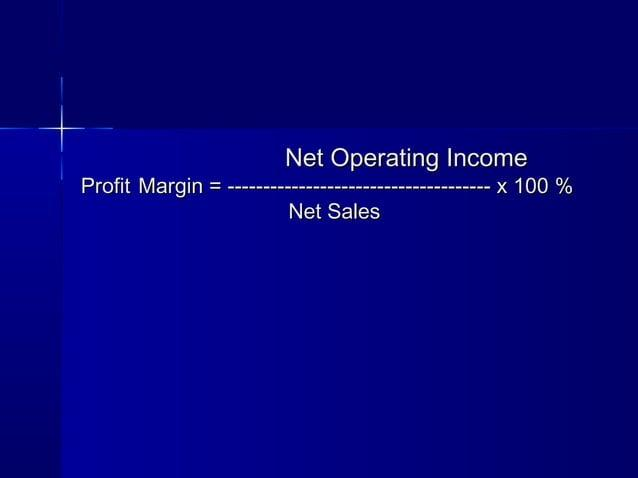 Net Operating Income
Profit Margin = ------------------------------------- x 100 %
Net Sales